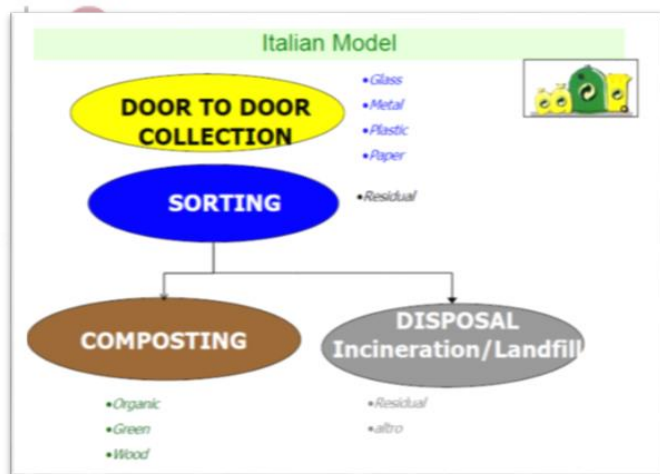 Italian Model
DOOR TO DOOR
COLLECTION
•Glass
•Metal
•Plastic
•Paper
SORTING
•Residual
COMPOSTING
DISPOSAL
Incineration/Landfill
•Organic
•Green
•Wood
•Residual
•altro